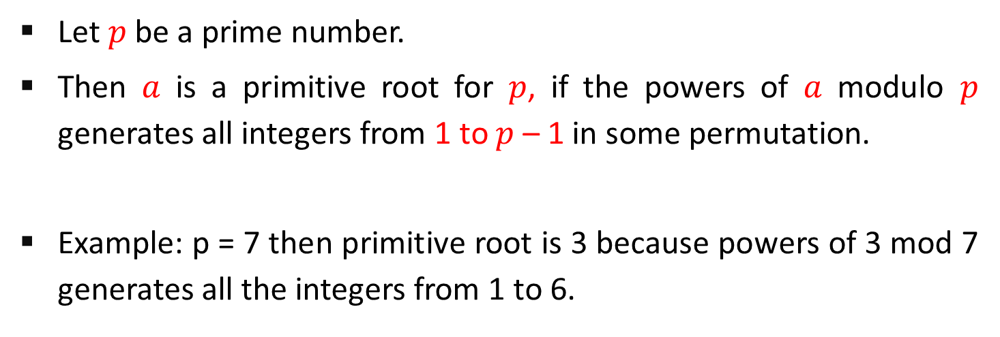 ▪ Let p be a prime number.
▪ Then a is a primitive root for p, if the powers of a modulo p
generates all integers from 1 to p – 1 in some permutation.
▪ Example: p = 7 then primitive root is 3 because powers of 3 mod 7
generates all the integers from 1 to 6.